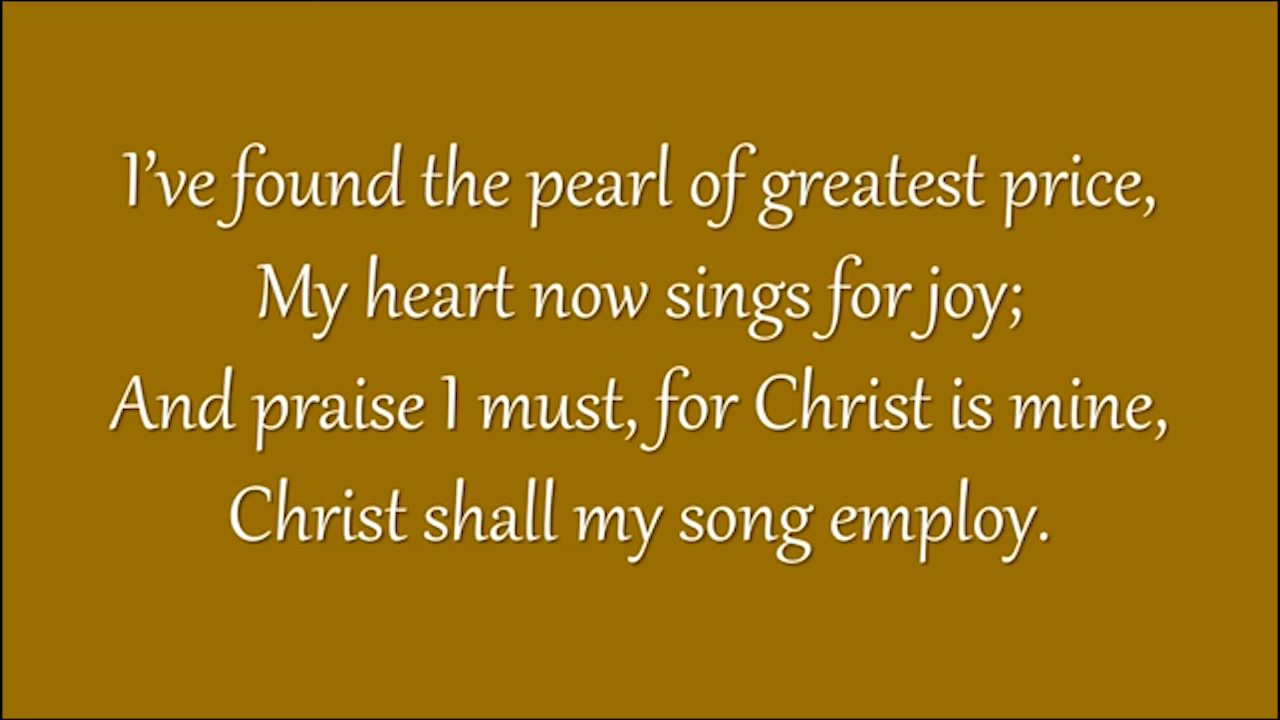 I’ve found the pearl of greatest price,
My heart now sings for joy;
And praise I must, for Christ is mine,
Christ shall my song employ.